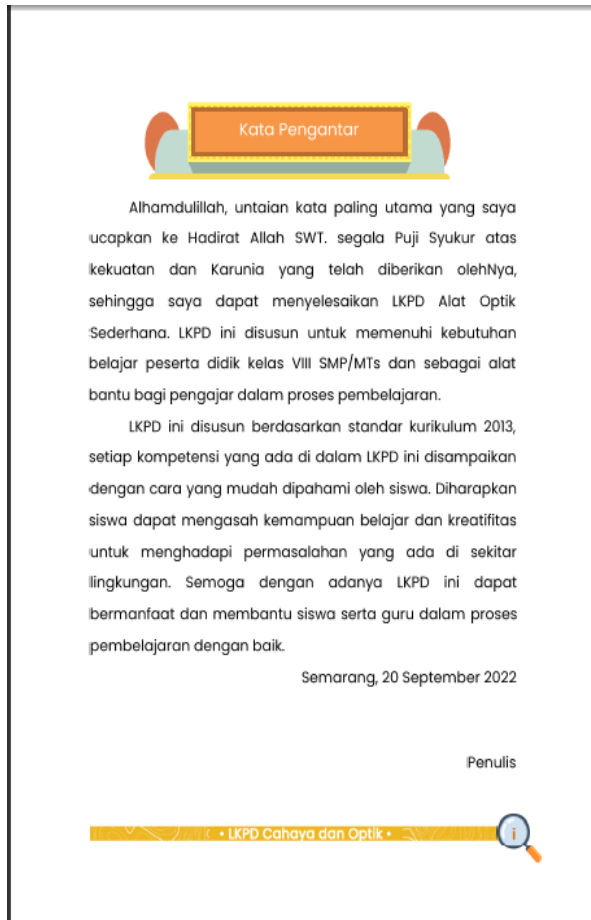 Kata Pengantar
Alhamdulillah, untaian kata paling utama yang saya
ucapkan ke Hadirat Allah SWT. segala Puji Syukur atas
kekuatan dan Karunia yang telah diberikan olehNya,
sehingga saya dapat menyelesaikan LKPD Alat Optik
Sederhana. LKPD ini disusun untuk memenuhi kebutuhan
belajar peserta didik kelas VIII SMP/MTs dan sebagai alat
bantu bagi pengajar dalam proses pembelajaran.
LKPD ini disusun berdasarkan standar kurikulum 2013,
setiap kompetensi yang ada di dalam LKPD ini disampaikan
dengan cara yang mudah dipahami oleh siswa. Diharapkan
siswa dapat mengasah kemampuan belajar dan kreatifitas
untuk menghadapi permasalahan yang ada di sekitar
lingkungan. Semoga dengan adanya LKPD ini dapat
bermanfaat dan membantu siswa serta guru dalam proses
pembelajaran dengan baik.
Semarang, 20 September 2022
Penulis
• LKPD Cahaya dan Optik •
i